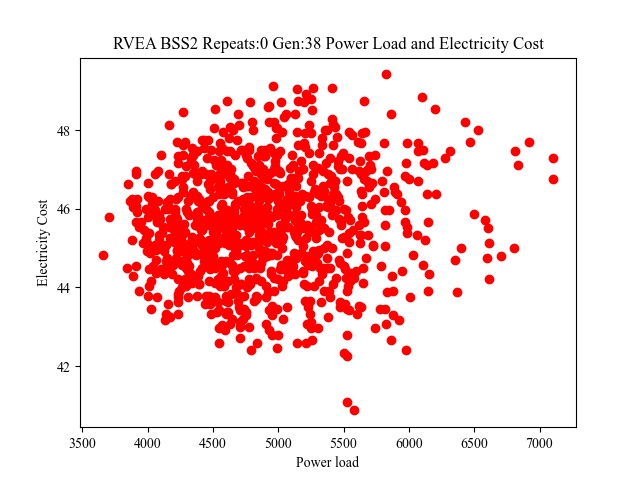 RVEA BSS2 Repeats:0 Gen:38 Power Load and Electricity Cost
Electricity Cost
48
46
44
42
3500 4000 4500 5000 5500 6000 6500 7000
Power load